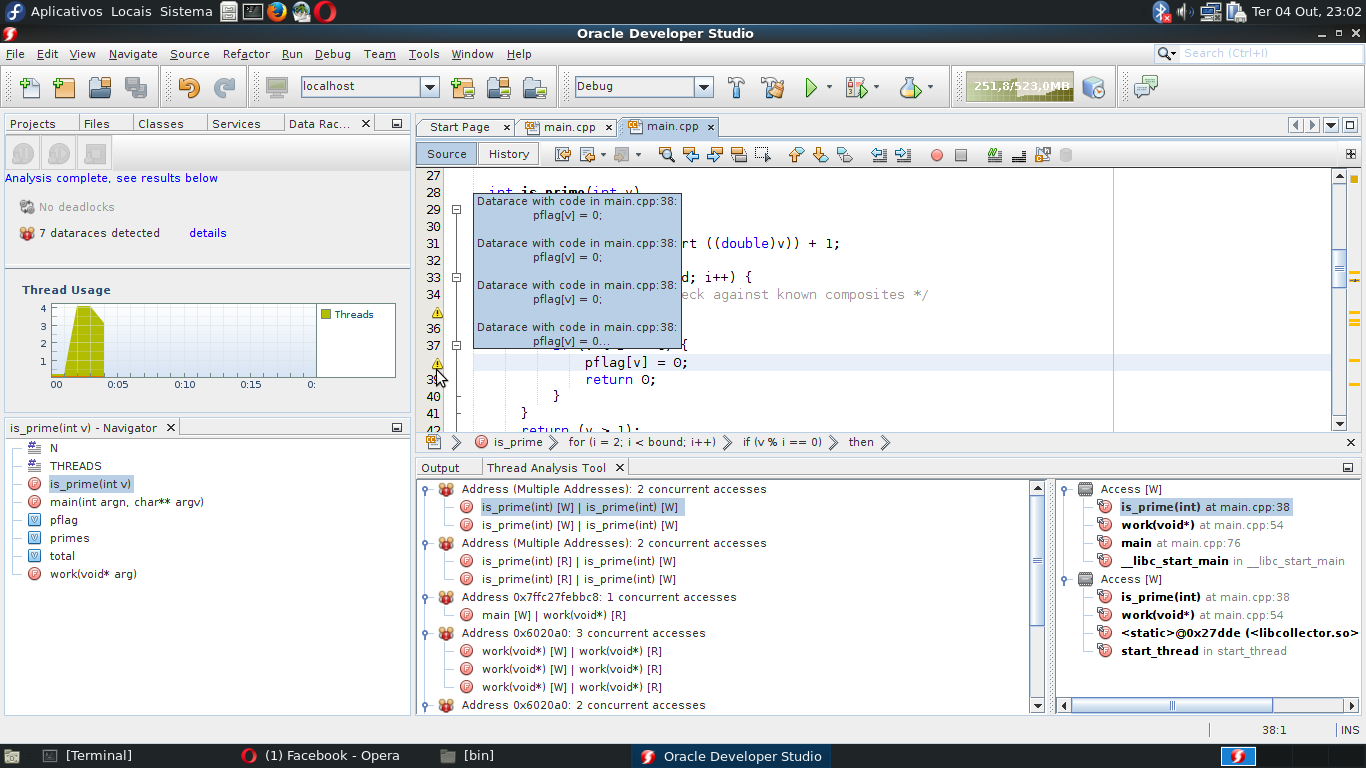 Aplicativos Locais Sistema
Ter 04 Out, 23:02
Oracle Developer Studio
File Edit View Navigate Source Refactor Run Debug Team Tools Window Help
Search (Ctrl+I)
localhost
Debug
251,8/523,0MB
Projects Files Classes Services Data Rac...
Analysis complete, see results below
No deadlocks
7 dataraces detected details
Thread Usage
4
3
2
1
00 0:05 0:10 0:15 0:
Threads
is_prime(int v) - Navigator
N
THREADS
is_prime(int v)
main(int argn, char** argv)
pflag
primes
total
work(void* arg)
Start Page main.cpp main.cpp
Source History
27
28 int is_prime(int v)
29
30
31 rt ((double)v)) + 1;
32
33 d; i++) {
34 eck against known composites */
36
37 {
pflag[v] = 0;
39 return 0;
40 }
41 }
42 return (v > 1);
Datarace with code in main.cpp:38:
pflag[v] = 0;
Datarace with code in main.cpp:38:
pflag[v] = 0;
Datarace with code in main.cpp:38:
pflag[v] = 0;
Datarace with code in main.cpp:38:
pflag[v] = 0...
is_prime for (i = 2; i < bound; i++) if (v % i == 0) then
Output Thread Analysis Tool
Address (Multiple Addresses): 2 concurrent accesses
is_prime(int) [W] | is_prime(int) [W]
is_prime(int) [W] | is_prime(int) [W]
Address (Multiple Addresses): 2 concurrent accesses
is_prime(int) [R] | is_prime(int) [W]
is_prime(int) [R] | is_prime(int) [W]
Address 0x7ffc27febbc8: 1 concurrent accesses
main [W] | work(void*) [R]
Address 0x6020a0: 3 concurrent accesses
work(void*) [W] | work(void*) [R]
work(void*) [W] | work(void*) [R]
work(void*) [W] | work(void*) [R]
Address 0x6020a0: 2 concurrent accesses
Access [W]
is_prime(int) at main.cpp:38
work(void*) at main.cpp:54
main at main.cpp:76
__libc_start_main in __libc_start_main
Access [W]
is_prime(int) at main.cpp:38
work(void*) at main.cpp:54
<static>@0x27dde (<libcollector.so>
start_thread in start_thread
38:1 INS
[Terminal] (1) Facebook - Opera [bin] Oracle Developer Studio